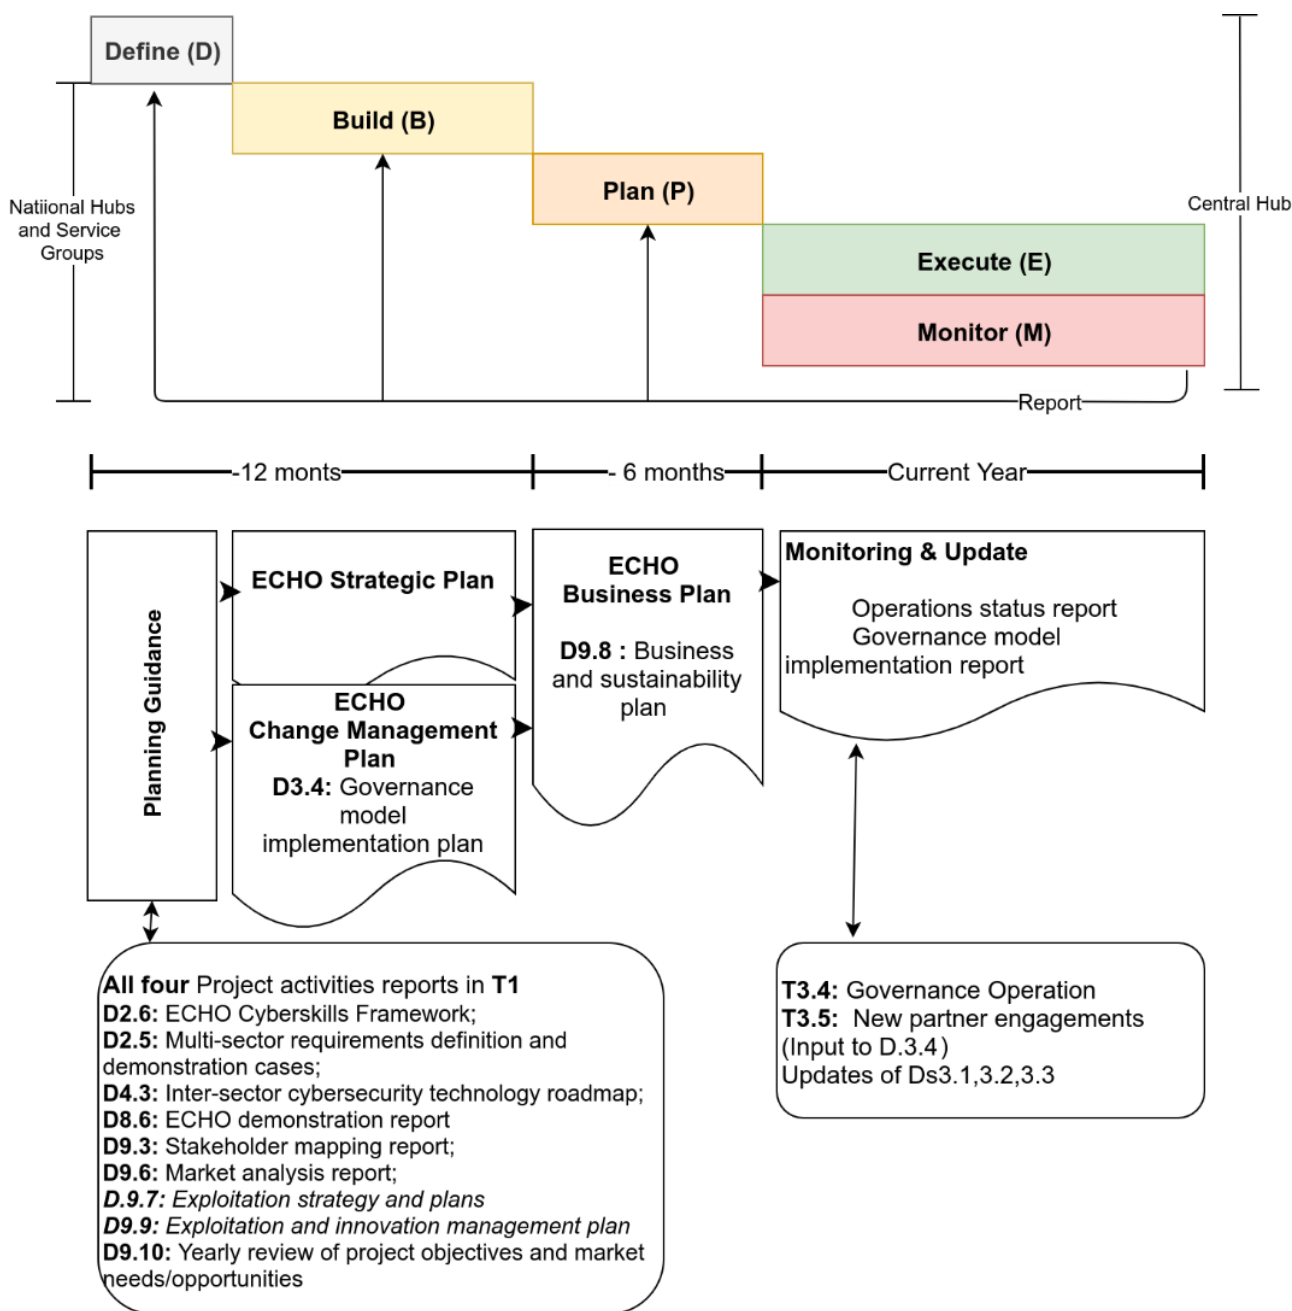 Define (D)
Build (B)
Plan (P)
Natiional Hubs
and Service
Groups
Central Hub
Execute (E)
Monitor (M)
Report
-12 monts
- 6 months
Current Year
Planning Guidance
ECHO Strategic Plan
ECHO
Change Management
Plan
D3.4: Governance
model
implementation plan
ECHO
Business Plan
D9.8 : Business
and sustainability
plan
Monitoring & Update
Operations status report
Governance model
implementation report
All four Project activities reports in T1
D2.6: ECHO Cyberskills Framework;
D2.5: Multi-sector requirements definition and
demonstration cases;
D4.3: Inter-sector cybersecurity technology roadmap;
D8.6: ECHO demonstration report
D9.3: Stakeholder mapping report;
D9.6: Market analysis report;
D.9.7: Exploitation strategy and plans
D9.9: Exploitation and innovation management plan
D9.10: Yearly review of project objectives and market
needs/opportunities
T3.4: Governance Operation
T3.5: New partner engagements
(Input to D.3.4)
Updates of Ds3.1,3.2,3.3